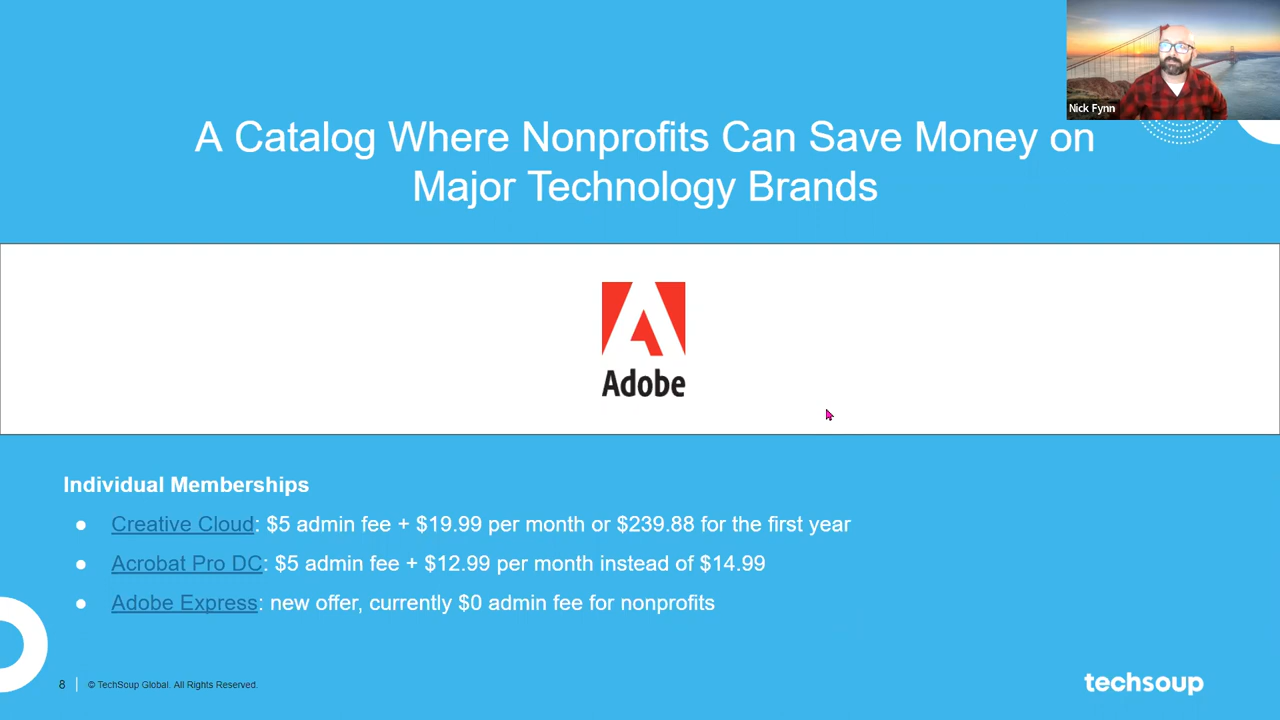 Nick Fynn
A Catalog Where Nonprofits Can Save Money on
Major Technology Brands
Adobe
Individual Memberships
● Creative Cloud: $5 admin fee + $19.99 per month or $239.88 for the first year
● Acrobat Pro DC: $5 admin fee + $12.99 per month instead of $14.99
● Adobe Express: new offer, currently $0 admin fee for nonprofits
8 | © TechSoup Global. All Rights Reserved.
techsoup